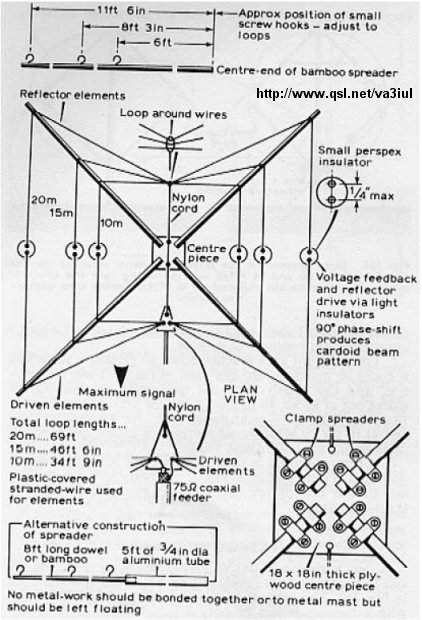 11ft 6in
8ft 3in
6ft
Approx position of small
screw hooks – adjust to
loops
Centre-end of bamboo spreader
http://www.qsl.net/va3iul
Reflector elements
Loop around wires
Small perspex
insulator
1/4" max
20m
15m
10m
Nylon
cord
Centre
piece
Voltage feedback
and reflector
drive via light
insulators
90° phase-shift
produces
cardoid beam
pattern
Maximum signal
PLAN
VIEW
Driven elements
Total loop lengths...
20m....69ft
15m....46ft 6in
10m....34ft 9in
Plastic-covered
stranded-wire used
for elements
Nylon
cord
Driven
elements
75Ω coaxial
feeder
Clamp spreaders
18 x 18in thick ply-
wood centre piece
Alternative construction
of spreader
8ft long dowel
or bamboo
5ft of 3/4in dia
aluminium tube
No metal-work should be bonded together or to metal mast but
should be left floating